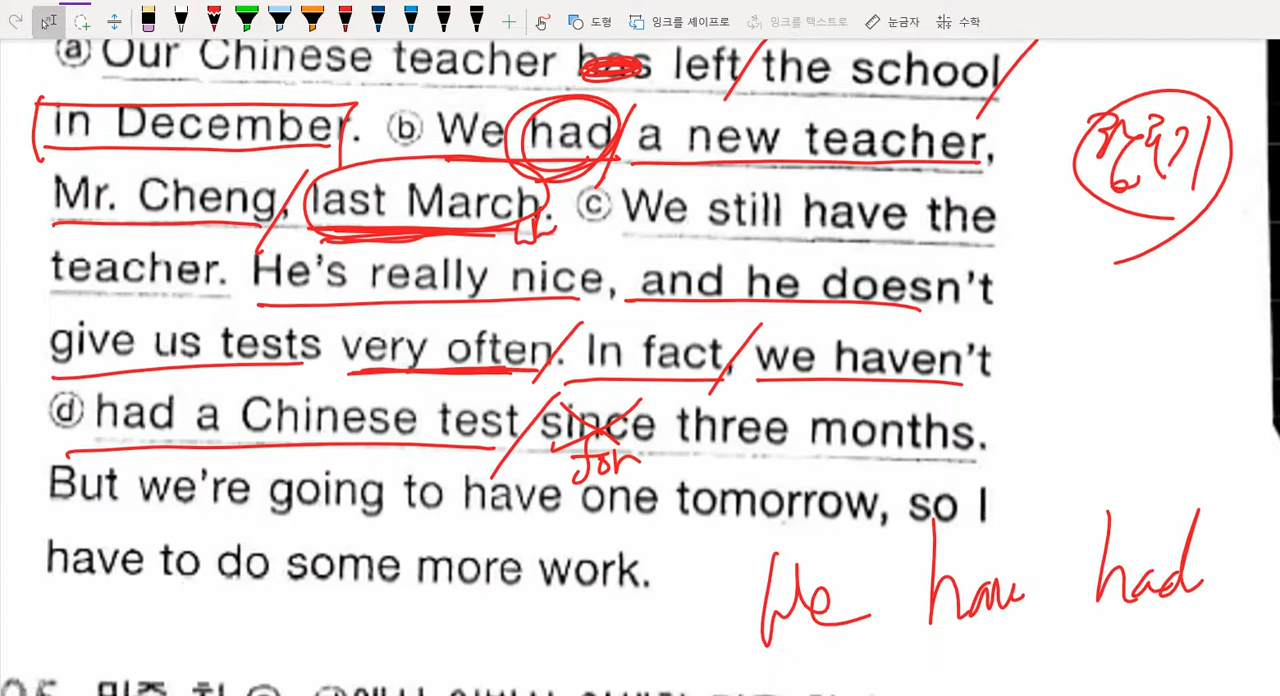 도형 잉크를 셰이프로 잉크를 텍스트로 눈금자 수학
ⓐ Our Chinese teacher has left the school
in December. ⓑ We had a new teacher,
Mr. Cheng, last March. ⓒ We still have the
teacher. He's really nice, and he doesn't
give us tests very often. In fact, we haven't
ⓓ had a Chinese test since three months.
for
But we're going to have one tomorrow, so I
have to do some more work.
We have had